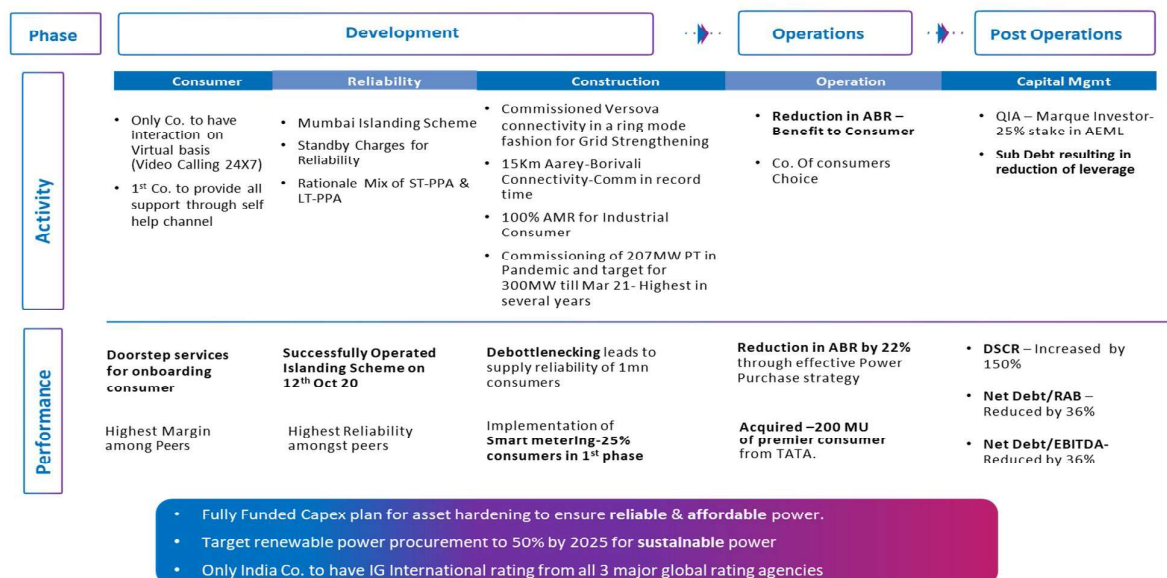 Phase
Development
Operations
Post Operations
Activity
Consumer
Reliability
Construction
Operation
Capital Mgmt
• Only Co. to have
interaction on
Virtual basis
(Video Calling 24X7)
• 1st Co. to provide all
support through self
help channel
• Mumbai Islanding Scheme
• Standby Charges for
Reliability
• Rationale Mix of ST-PPA &
LT-PPA
• Commissioned Versova
connectivity in a ring mode
fashion for Grid Strengthening
• 15Km Aarey-Borivali
Connectivity-Comm in record
time
• 100% AMR for Industrial
Consumer
• Commissioning of 207MW PT in
Pandemic and target for
300MW till Mar 21- Highest in
several years
• Reduction in ABR –
Benefit to Consumer
• Co. Of consumers
Choice
• QIA – Marque Investor-
25% stake in AEML
• Sub Debt resulting in
reduction of leverage
Performance
Doorstep services
for onboarding
consumer
Highest Margin
among Peers
Successfully Operated
Islanding Scheme on
12th Oct 20
Highest Reliability
amongst peers
Debottlenecking leads to
supply reliability of 1mn
consumers
Implementation of
Smart metering-25%
consumers in 1st phase
Reduction in ABR by 22%
through effective Power
Purchase strategy
Acquired ~200 MU
of premier consumer
from TATA.
• DSCR – Increased by
150%
• Net Debt/RAB –
Reduced by 36%
• Net Debt/EBITDA-
Reduced by 36%
• Fully Funded Capex plan for asset hardening to ensure reliable & affordable power.
• Target renewable power procurement to 50% by 2025 for sustainable power
• Only India Co. to have IG International rating from all 3 major global rating agencies